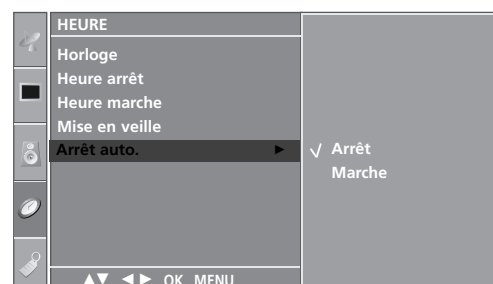 HEURE
Horloge
Heure arrêt
Heure marche
Mise en veille
Arrêt auto. ►
√ Arrêt
Marche
▲▼ ◄► OK MENU